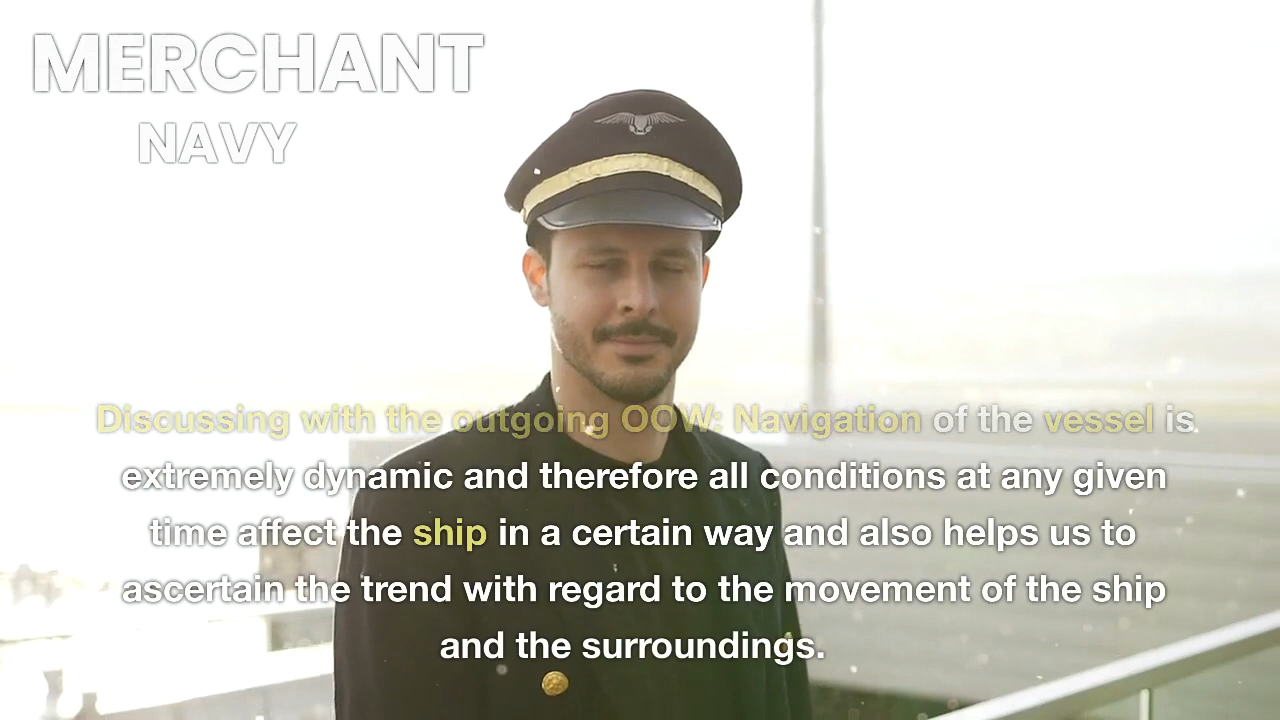 MERCHANT
NAVY
Discussing with the outgoing OOW: Navigation of the vessel is
extremely dynamic and therefore all conditions at any given
time affect the ship in a certain way and also helps us to
ascertain the trend with regard to the movement of the ship
and the surroundings.